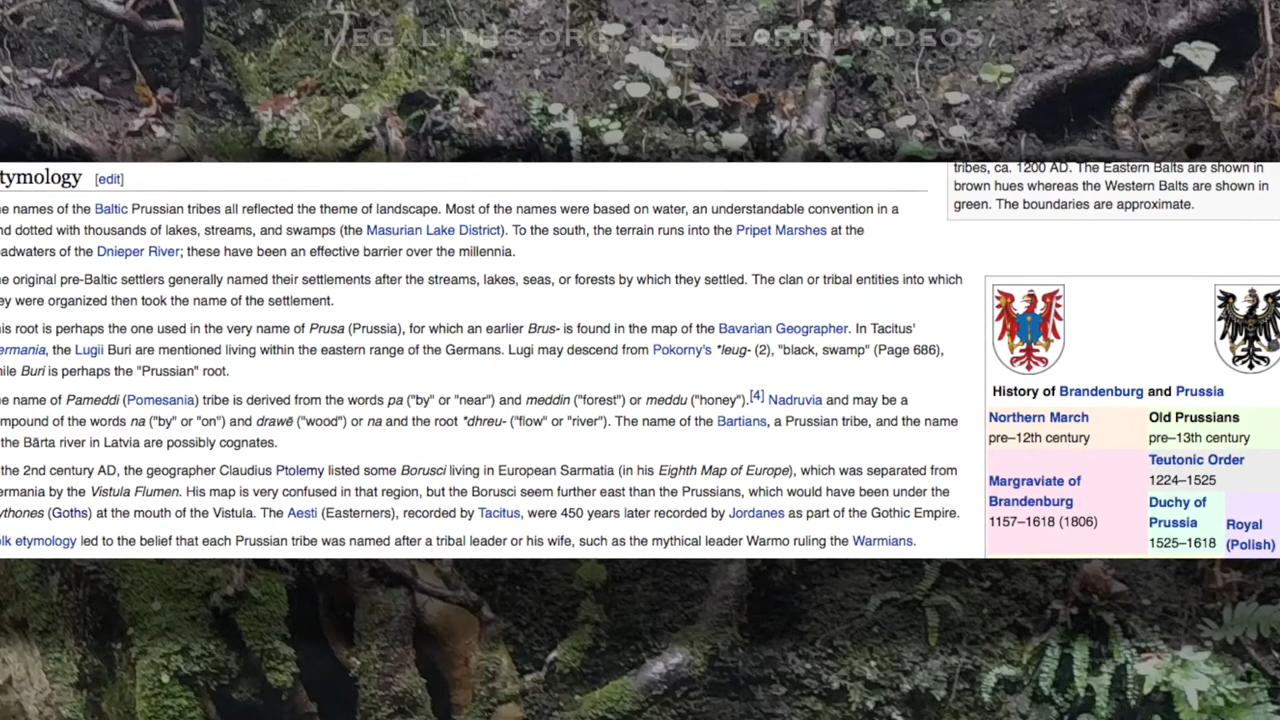 MEGALITHS.ORG, NEWEARTH VIDEOS
tymology [edit]
e names of the Baltic Prussian tribes all reflected the theme of landscape. Most of the names were based on water, an understandable convention in a
nd dotted with thousands of lakes, streams, and swamps (the Masurian Lake District). To the south, the terrain runs into the Pripet Marshes at the
adwaters of the Dnieper River; these have been an effective barrier over the millennia.
e original pre-Baltic settlers generally named their settlements after the streams, lakes, seas, or forests by which they settled. The clan or tribal entities into which
ey were organized then took the name of the settlement.
is root is perhaps the one used in the very name of Prusa (Prussia), for which an earlier Brus- is found in the map of the Bavarian Geographer. In Tacitus'
ermania, the Lugii Buri are mentioned living within the eastern range of the Germans. Lugi may descend from Pokorny's *leug- (2), "black, swamp" (Page 686),
ile Buri is perhaps the "Prussian" root.
e name of Pameddi (Pomesania) tribe is derived from the words pa ("by" or "near") and meddin ("forest") or meddu ("honey").[4] Nadruvia and may be a
mpound of the words na ("by" or "on") and drawē ("wood") or na and the root *dhreu- ("flow" or "river"). The name of the Bartians, a Prussian tribe, and the name
the Bārta river in Latvia are possibly cognates.
the 2nd century AD, the geographer Claudius Ptolemy listed some Borusci living in European Sarmatia (in his Eighth Map of Europe), which was separated from
ermania by the Vistula Flumen. His map is very confused in that region, but the Borusci seem further east than the Prussians, which would have been under the
ythones (Goths) at the mouth of the Vistula. The Aesti (Easterners), recorded by Tacitus, were 450 years later recorded by Jordanes as part of the Gothic Empire.
lk etymology led to the belief that each Prussian tribe was named after a tribal leader or his wife, such as the mythical leader Warmo ruling the Warmians.
tribes, ca. 1200 AD. The Eastern Balts are shown in
brown hues whereas the Western Balts are shown in
green. The boundaries are approximate.
History of Brandenburg and Prussia
Northern March
pre–12th century
Old Prussians
pre–13th century
Margraviate of
Brandenburg
1157–1618 (1806)
Teutonic Order
1224–1525
Duchy of
Prussia
1525–1618
Royal
(Polish)